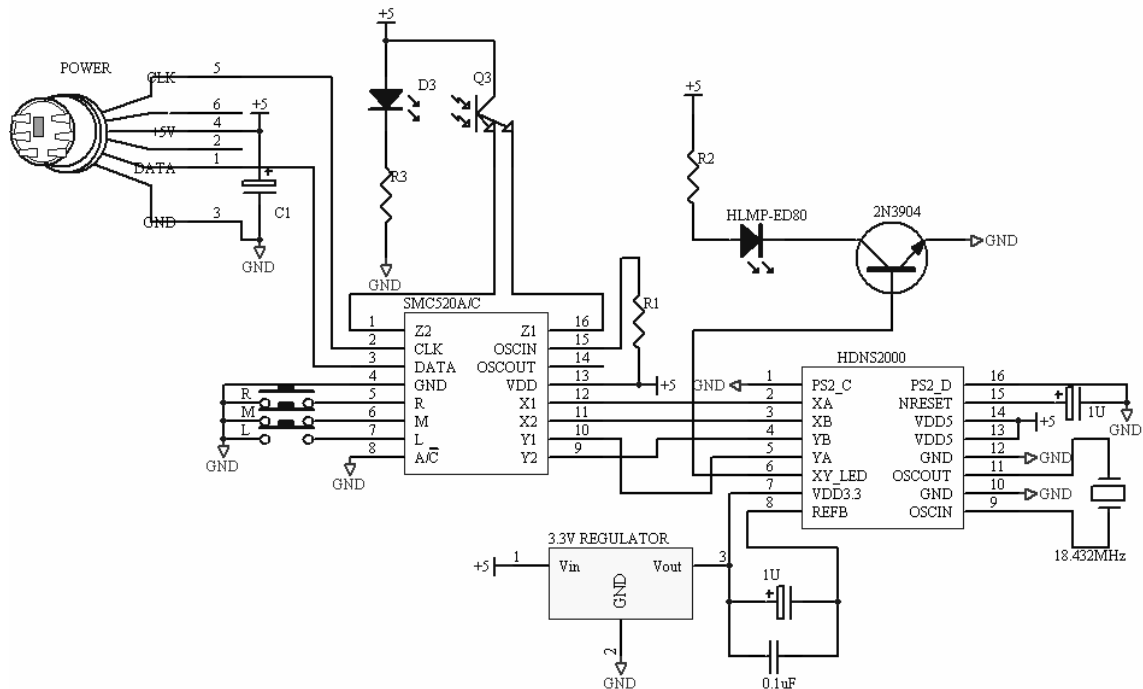 POWER
CLK 5
6
+5V 4
2
DATA 1
GND 3
+5
C1
+
GND
+5
D3
Q3
R3
GND
SMC520A/C
1 Z2
2 CLK
3 DATA
4 GND
5 R
6 M
7 L
8 A/C
Z1 16
OSCIN 15
OSCOUT 14
VDD 13
X1 12
X2 11
Y1 10
Y2 9
R
M
L
GND
GND
R1
+5
+5
R2
HLMP-ED80
2N3904
GND
HDNS2000
GND
1 PS2_C
2 XA
3 XB
4 YB
5 YA
6 XY_LED
7 VDD3.3
8 REFB
PS2_D 16
NRESET 15
VDD5 14
VDD5 13
GND 12
OSCOUT 11
GND 10
OSCIN 9
+
1U
GND
+5
GND
GND
18.432MHz
3.3V REGULATOR
+5
1 Vin
Vout 3
GND
2
GND
1U
+
0.1uF